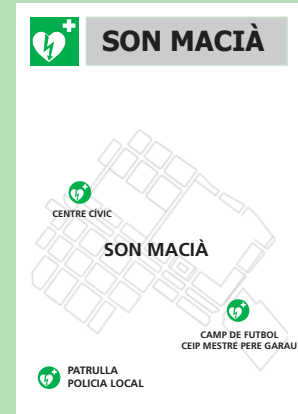 SON MACIÀ
CENTRE CÍVIC
SON MACIÀ
CAMP DE FUTBOL
CEIP MESTRE PERE GARAU
PATRULLA
POLICIA LOCAL